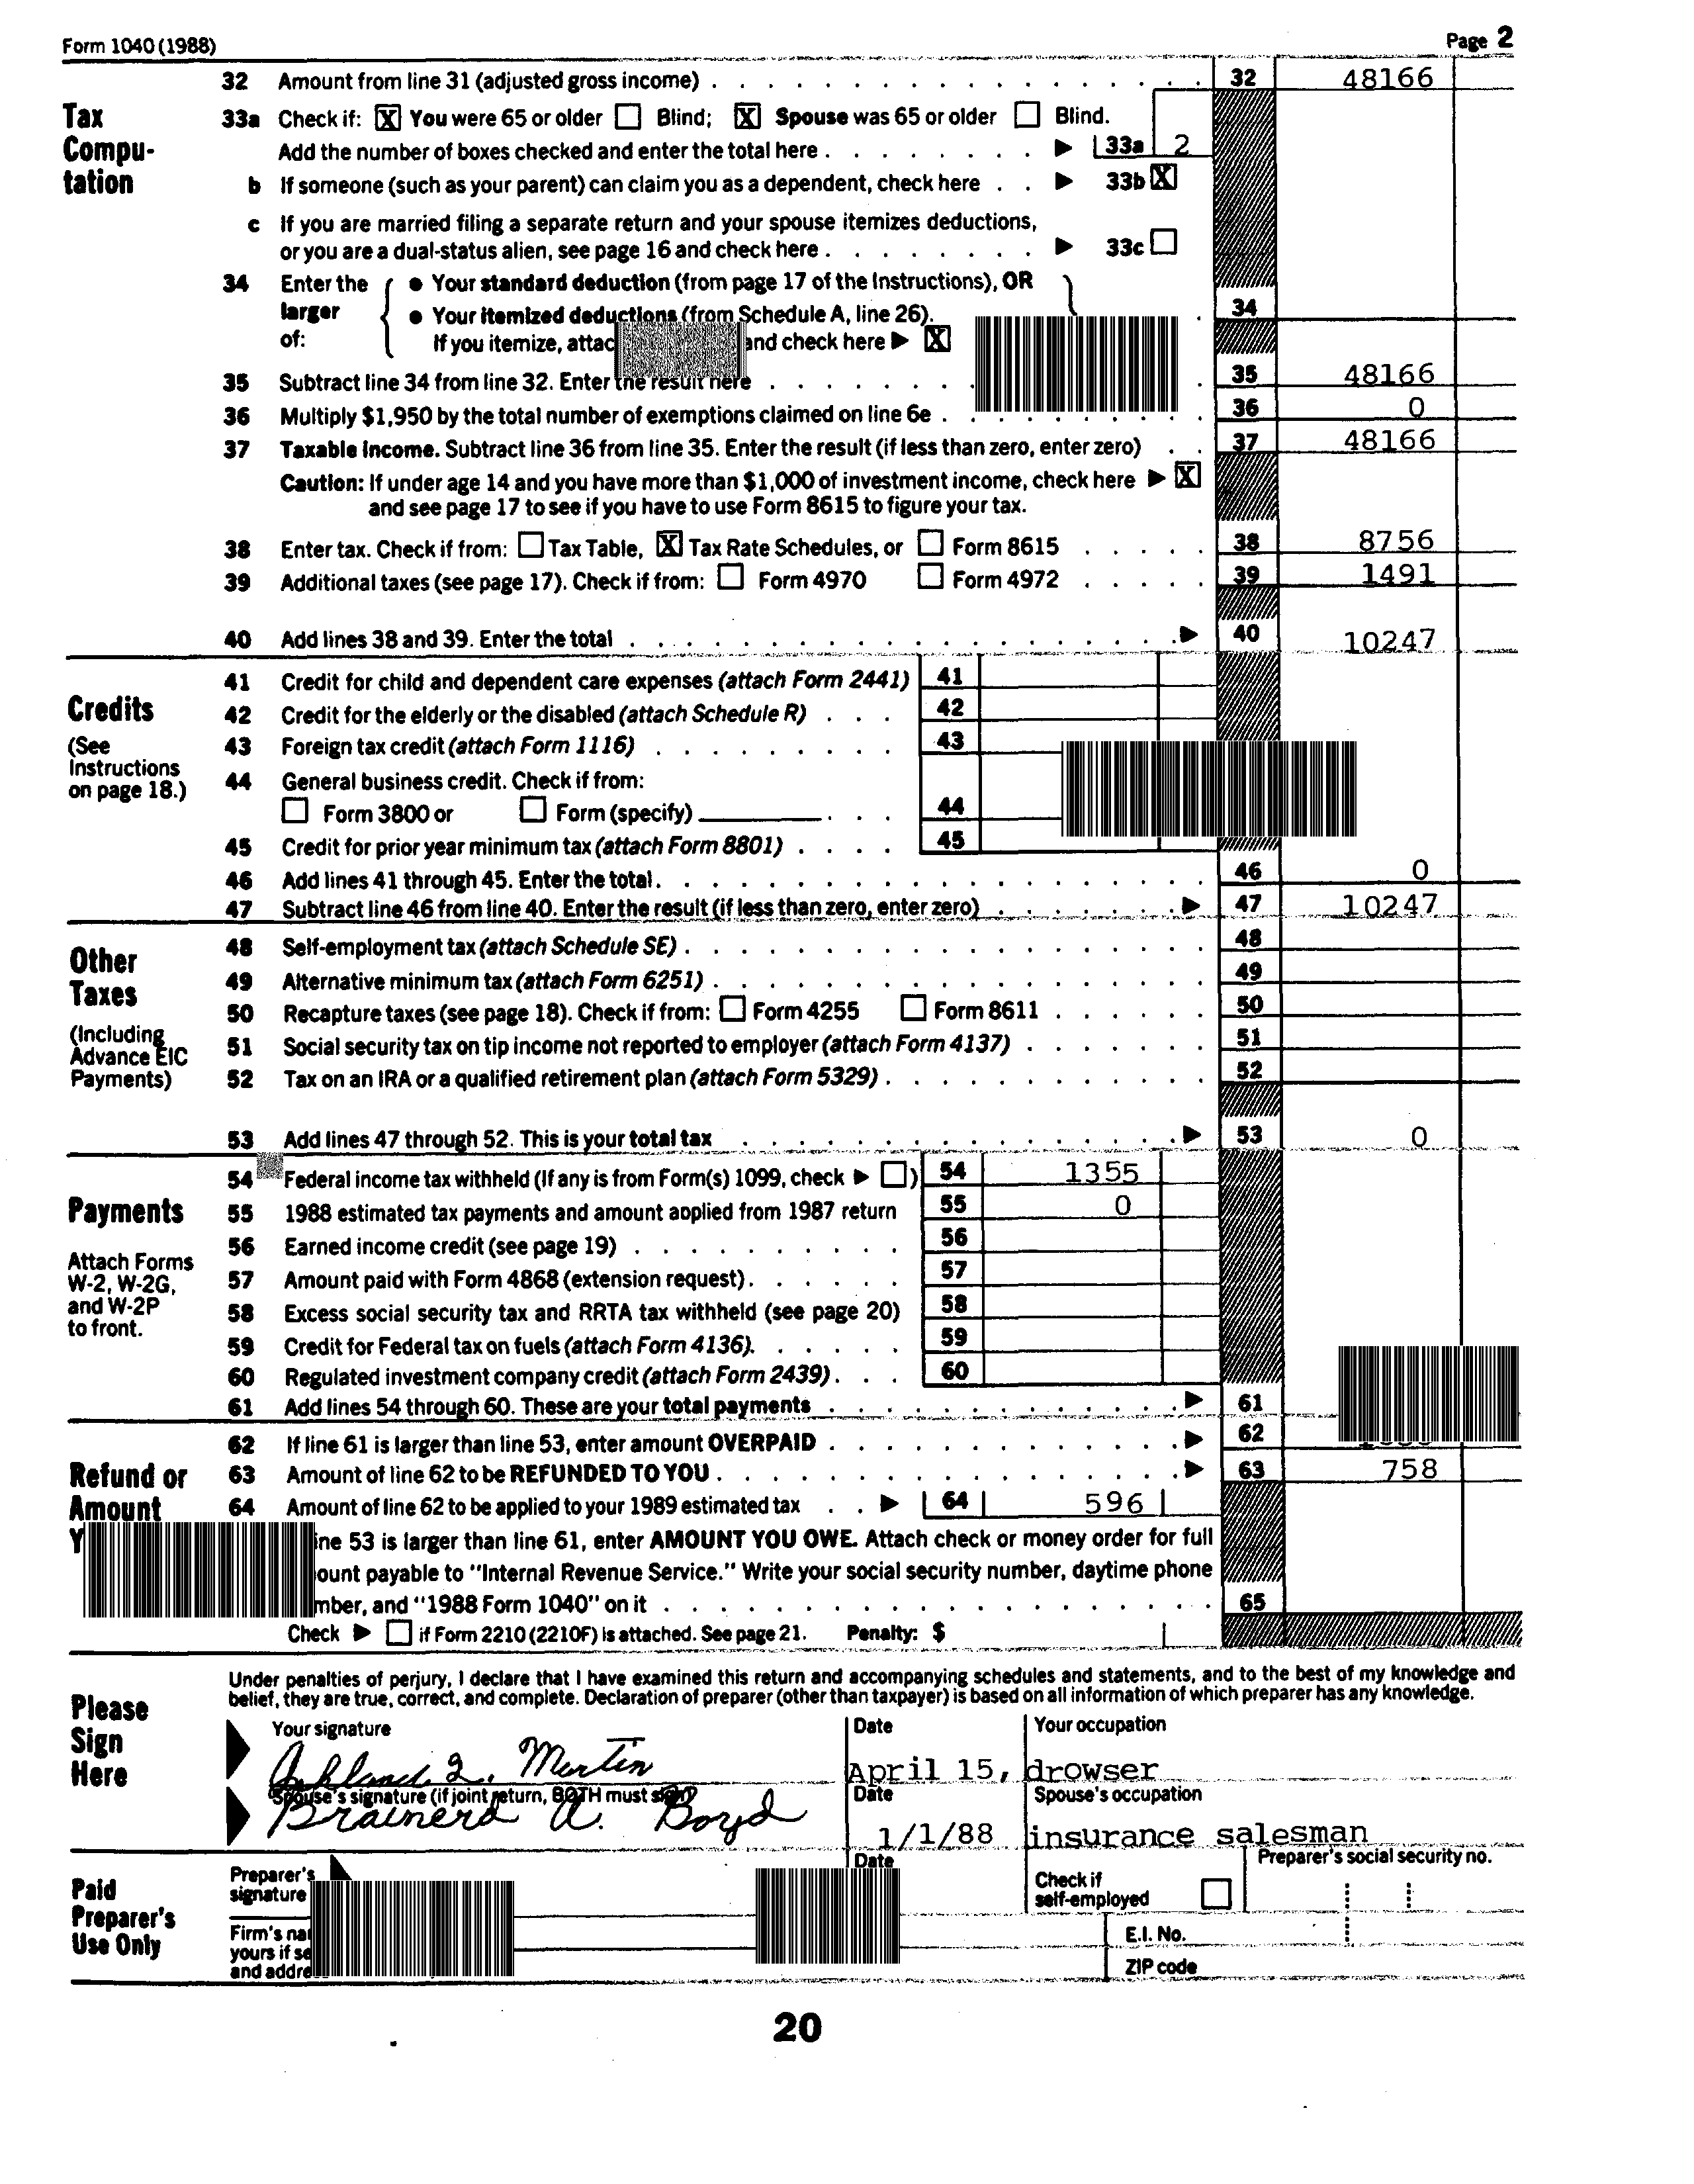 Form 1040 (1988) Page 2
32 Amount from line 31 (adjusted gross income) 32 48166
Tax Compu-tation
33a Check if: X You were 65 or older Blind; X Spouse was 65 or older Blind.
Add the number of boxes checked and enter the total here 33a 2
b If someone (such as your parent) can claim you as a dependent, check here 33b X
c If you are married filing a separate return and your spouse itemizes deductions,
or you are a dual-status alien, see page 16 and check here 33c
34 Enter the larger of:
• Your standard deduction (from page 17 of the Instructions), OR
• Your itemized deductions (from Schedule A, line 26). 34
If you itemize, and check here X
35 Subtract line 34 from line 32. Enter the result here 35 48166
36 Multiply $1,950 by the total number of exemptions claimed on line 6e 36 0
37 Taxable income. Subtract line 36 from line 35. Enter the result (if less than zero, enter zero) 37 48166
Caution: If under age 14 and you have more than $1,000 of investment income, check here X
and see page 17 to see if you have to use Form 8615 to figure your tax.
38 Enter tax. Check if from: Tax Table, X Tax Rate Schedules, or Form 8615 38 8756
39 Additional taxes (see page 17). Check if from: Form 4970 Form 4972 39 1491
40 Add lines 38 and 39. Enter the total 40 10247
Credits
(See Instructions on page 18.)
41 Credit for child and dependent care expenses (attach Form 2441) 41
42 Credit for the elderly or the disabled (attach Schedule R) 42
43 Foreign tax credit (attach Form 1116) 43
44 General business credit. Check if from:
Form 3800 or Form (specify) 44
45 Credit for prior year minimum tax (attach Form 8801) 45
46 Add lines 41 through 45. Enter the total 46 0
47 Subtract line 46 from line 40. Enter the result (if less than zero, enter zero) 47 10247
Other Taxes
(Including Advance EIC Payments)
48 Self-employment tax (attach Schedule SE) 48
49 Alternative minimum tax (attach Form 6251) 49
50 Recapture taxes (see page 18). Check if from: Form 4255 Form 8611 50
51 Social security tax on tip income not reported to employer (attach Form 4137) 51
52 Tax on an IRA or a qualified retirement plan (attach Form 5329) 52
53 Add lines 47 through 52. This is your total tax 53 0
Payments
Attach Forms W-2, W-2G, and W-2P to front.
54 Federal income tax withheld (If any is from Form(s) 1099, check ) 54 1355
55 1988 estimated tax payments and amount applied from 1987 return 55 0
56 Earned income credit (see page 19) 56
57 Amount paid with Form 4868 (extension request) 57
58 Excess social security tax and RRTA tax withheld (see page 20) 58
59 Credit for Federal tax on fuels (attach Form 4136). 59
60 Regulated investment company credit (attach Form 2439) 60
61 Add lines 54 through 60. These are your total payments 61
Refund or Amount
62 If line 61 is larger than line 53, enter amount OVERPAID 62
63 Amount of line 62 to be REFUNDED TO YOU 63 758
64 Amount of line 62 to be applied to your 1989 estimated tax 64 596
53 is larger than line 61, enter AMOUNT YOU OWE. Attach check or money order for full
payable to "Internal Revenue Service." Write your social security number, daytime phone
and "1988 Form 1040" on it 65
Check if Form 2210 (2210F) is attached. See page 21. Penalty: $
Please Sign Here
Under penalties of perjury, I declare that I have examined this return and accompanying schedules and statements, and to the best of my knowledge and
belief, they are true, correct, and complete. Declaration of preparer (other than taxpayer) is based on all information of which preparer has any knowledge.
Your signature Date Your occupation
Martin April 15, drowser
Spouse's signature (if joint return, BOTH must sign) Date Spouse's occupation
Brainerd A. Boyd 1/1/88 insurance salesman
Paid Preparer's Use Only
Preparer's signature Date Check if self-employed Preparer's social security no.
Firm's yours if and E.I. No.
ZIP code
20